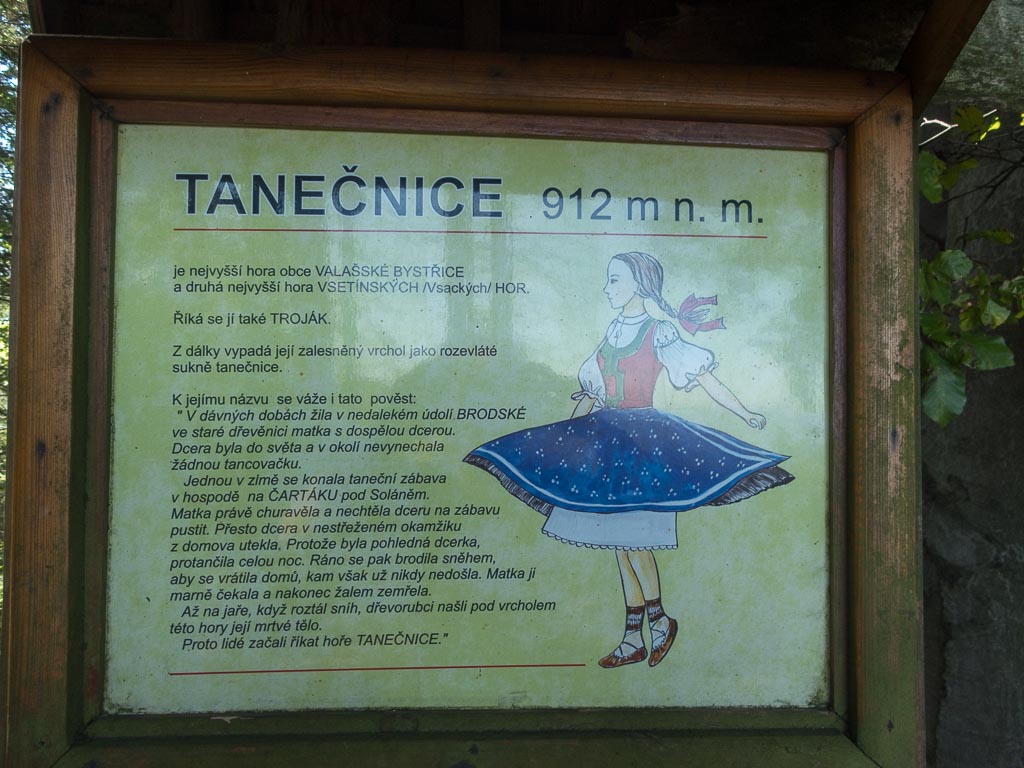 TANEČNICE 912 m n. m.
je nejvyšší hora obce VALAŠSKÉ BYSTŘICE
a druhá nejvyšší hora VSETÍNSKÝCH /Vsackých/ HOR.
Říká se jí také TROJÁK.
Z dálky vypadá její zalesněný vrchol jako rozevláté
sukně tanečnice.
K jejímu názvu se váže i tato pověst:
" V dávných dobách žila v nedalekém údolí BRODSKÉ
ve staré dřevěnici matka s dospělou dcerou.
Dcera byla do světa a v okolí nevynechala
žádnou tancovačku.
Jednou v zimě se konala taneční zábava
v hospodě na ČARTÁKU pod Soláněm.
Matka právě churavěla a nechtěla dceru na zábavu
pustit. Přesto dcera v nestřeženém okamžiku
z domova utekla. Protože byla pohledná dcerka,
protančila celou noc. Ráno se pak brodila sněhem,
aby se vrátila domů, kam však už nikdy nedošla. Matka ji
marně čekala a nakonec žalem zemřela.
Až na jaře, když roztál sníh, dřevorubci našli pod vrcholem
této hory její mrtvé tělo.
Proto lidé začali říkat hoře TANEČNICE."